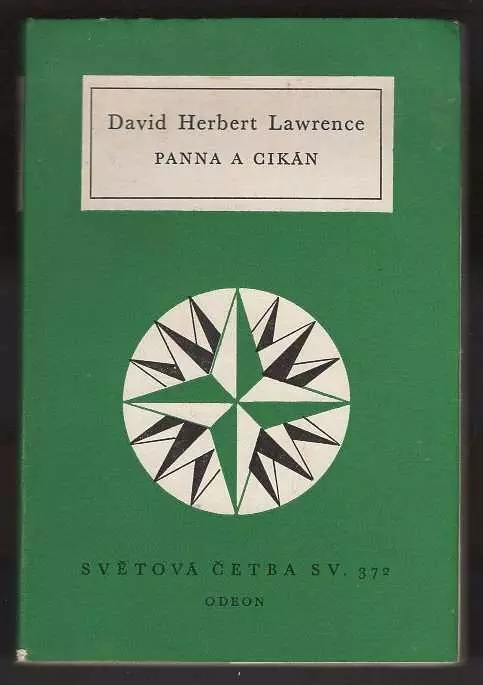 David Herbert Lawrence
PANNA A CIKÁN
SVĚTOVÁ ČETBA SV. 372
ODEON